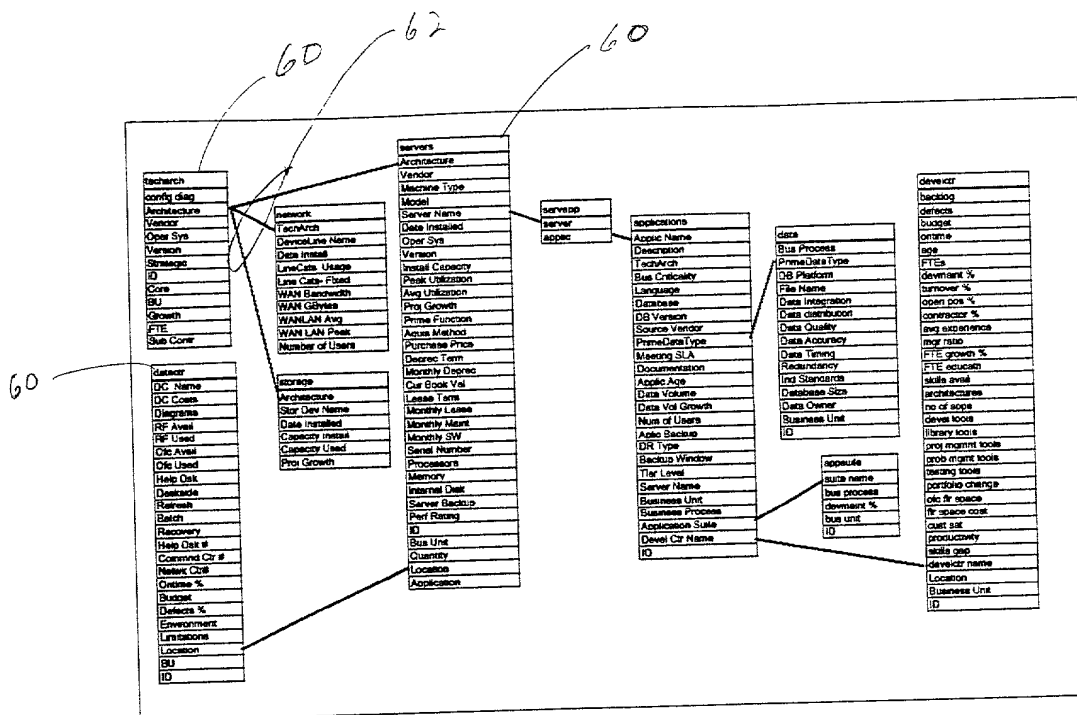 60
62
60
60
techarch
config diag
Architecture
Vendor
Oper Sys
Version
Strategic
ID
Core
BU
Growth
FTE
Sub Contr
network
TechArch
DeviceLine Name
Date Install
LineCats. Usage
Line Cats- Fixed
WAN Bandwidth
WAN GBytes
WANLAN Avg
WAN LAN Peak
Number of Users
storage
Architecture
Stor Dev Name
Date Installed
Capacity Install
Capacity Used
Proj Growth
datactr
DC_Name
DC Costs
Diagrams
RF Avail
RF Used
Ofc Avail
Ofc Used
Help Dsk
Deskside
Refresh
Batch
Recovery
Help Dsk #
Commnd Ctr #
Netwk Ctr#
Ontime %
Budget
Defects %
Environment
Limitations
Location
BU
ID
servers
Architecture
Vendor
Machine Type
Model
Server Name
Date Installed
Oper Sys
Version
Install Capacity
Peak Utilization
Avg Utilization
Proj Growth
Prime Function
Aquis Method
Purchase Price
Deprec Term
Monthly Deprec
Cur Book Val
Lease Term
Monthly Lease
Monthly Maint
Monthly SW
Serial Number
Processors
Memory
Internal Disk
Server Backup
Perf Rating
ID
Bus Unit
Quantity
Location
Application
servapp
server
applic
applications
Applic Name
Description
TechArch
Bus Criticality
Language
Database
DB Version
Source Vendor
PrimeDataType
Meeting SLA
Documentation
Applic Age
Data Volume
Data Vol Growth
Num of Users
Aplic Backup
DR Type
Backup Window
Tier Level
Server Name
Business Unit
Business Process
Application Suite
Devel Ctr Name
ID
data
Bus Process
PrimeDataType
DB Platform
File Name
Data Integration
Data distribution
Data Quality
Data Accuracy
Data Timing
Redundancy
Ind Standards
Database Size
Data Owner
Business Unit
ID
appsuite
suite name
bus process
devmaint %
bus unit
ID
develctr
backlog
defects
budget
ontime
age
FTEs
devmaint %
turnover %
open pos %
contractor %
avg experience
mgr ratio
FTE growth %
FTE educatn
skills avail
architectures
no of apps
devel tools
library tools
proj mgmnt tools
prob mgmt tools
testing tools
portfolio change
ofc flr space
flr space cost
cust sat
productivity
skills gap
develctr name
Location
Business Unit
ID